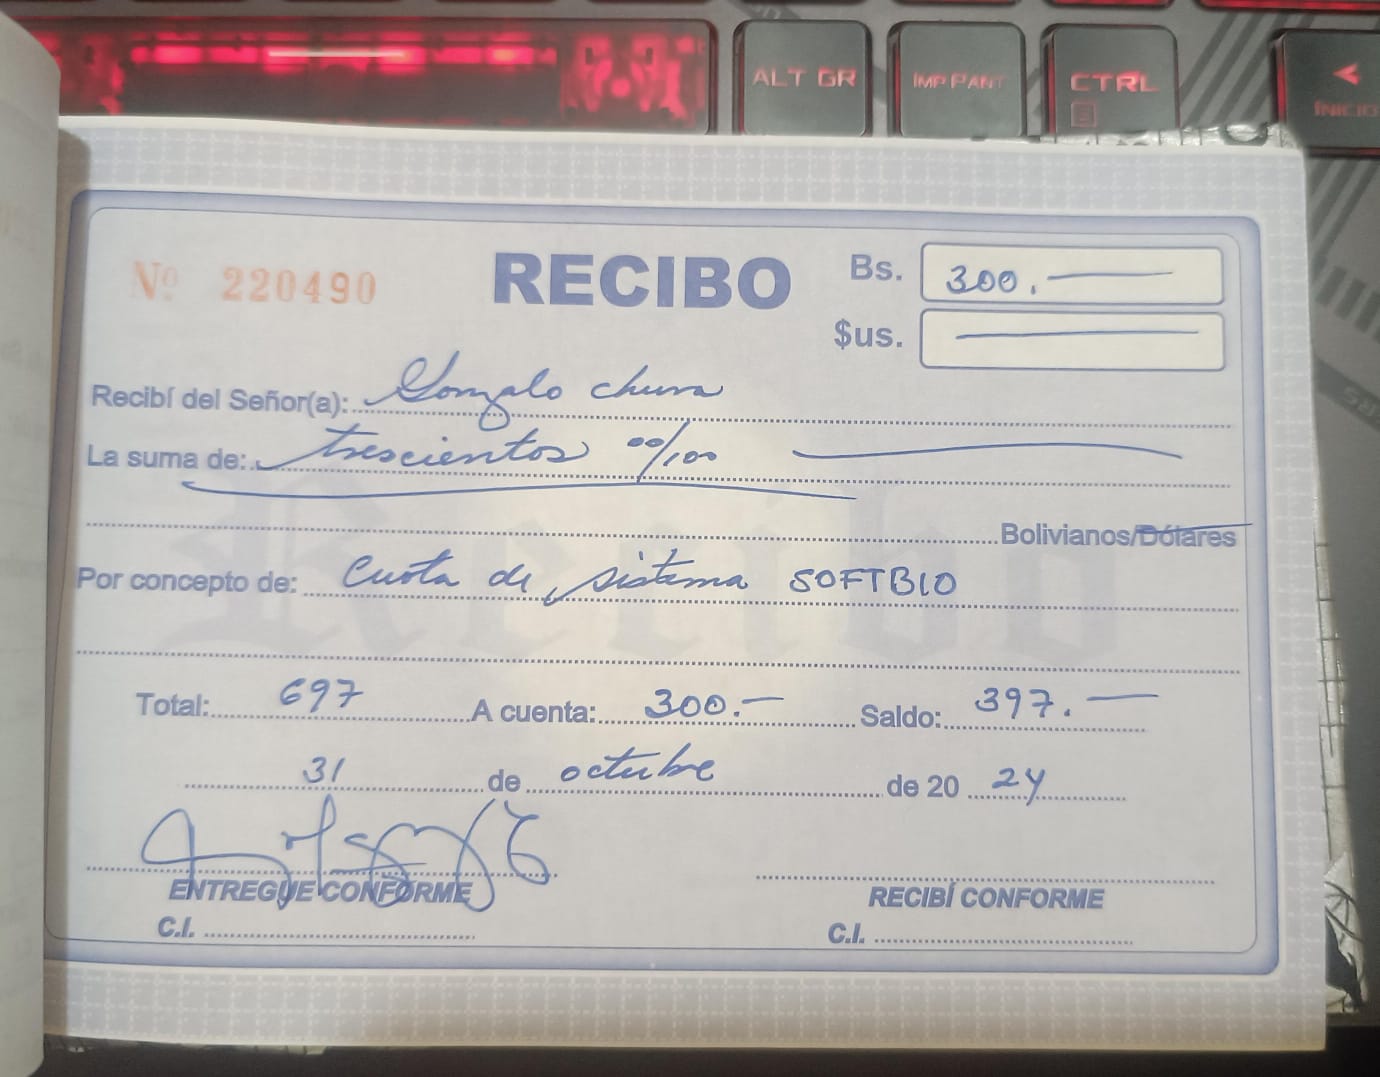 ALT GR
IMP PANT
CTRL
INICIO
Nº 220490
RECIBO
Bs. 300.
$us.
Recibí del Señor(a): Gonzalo chura
La suma de: trescientos 00/100
Bolivianos/Dólares
Por concepto de: Cuota de sistema SOFTBIO
Recibo
Total: 697 A cuenta: 300.- Saldo: 397.-
31 de octubre de 20 24
ENTREGUE CONFORME
RECIBÍ CONFORME
C.I.
C.I.